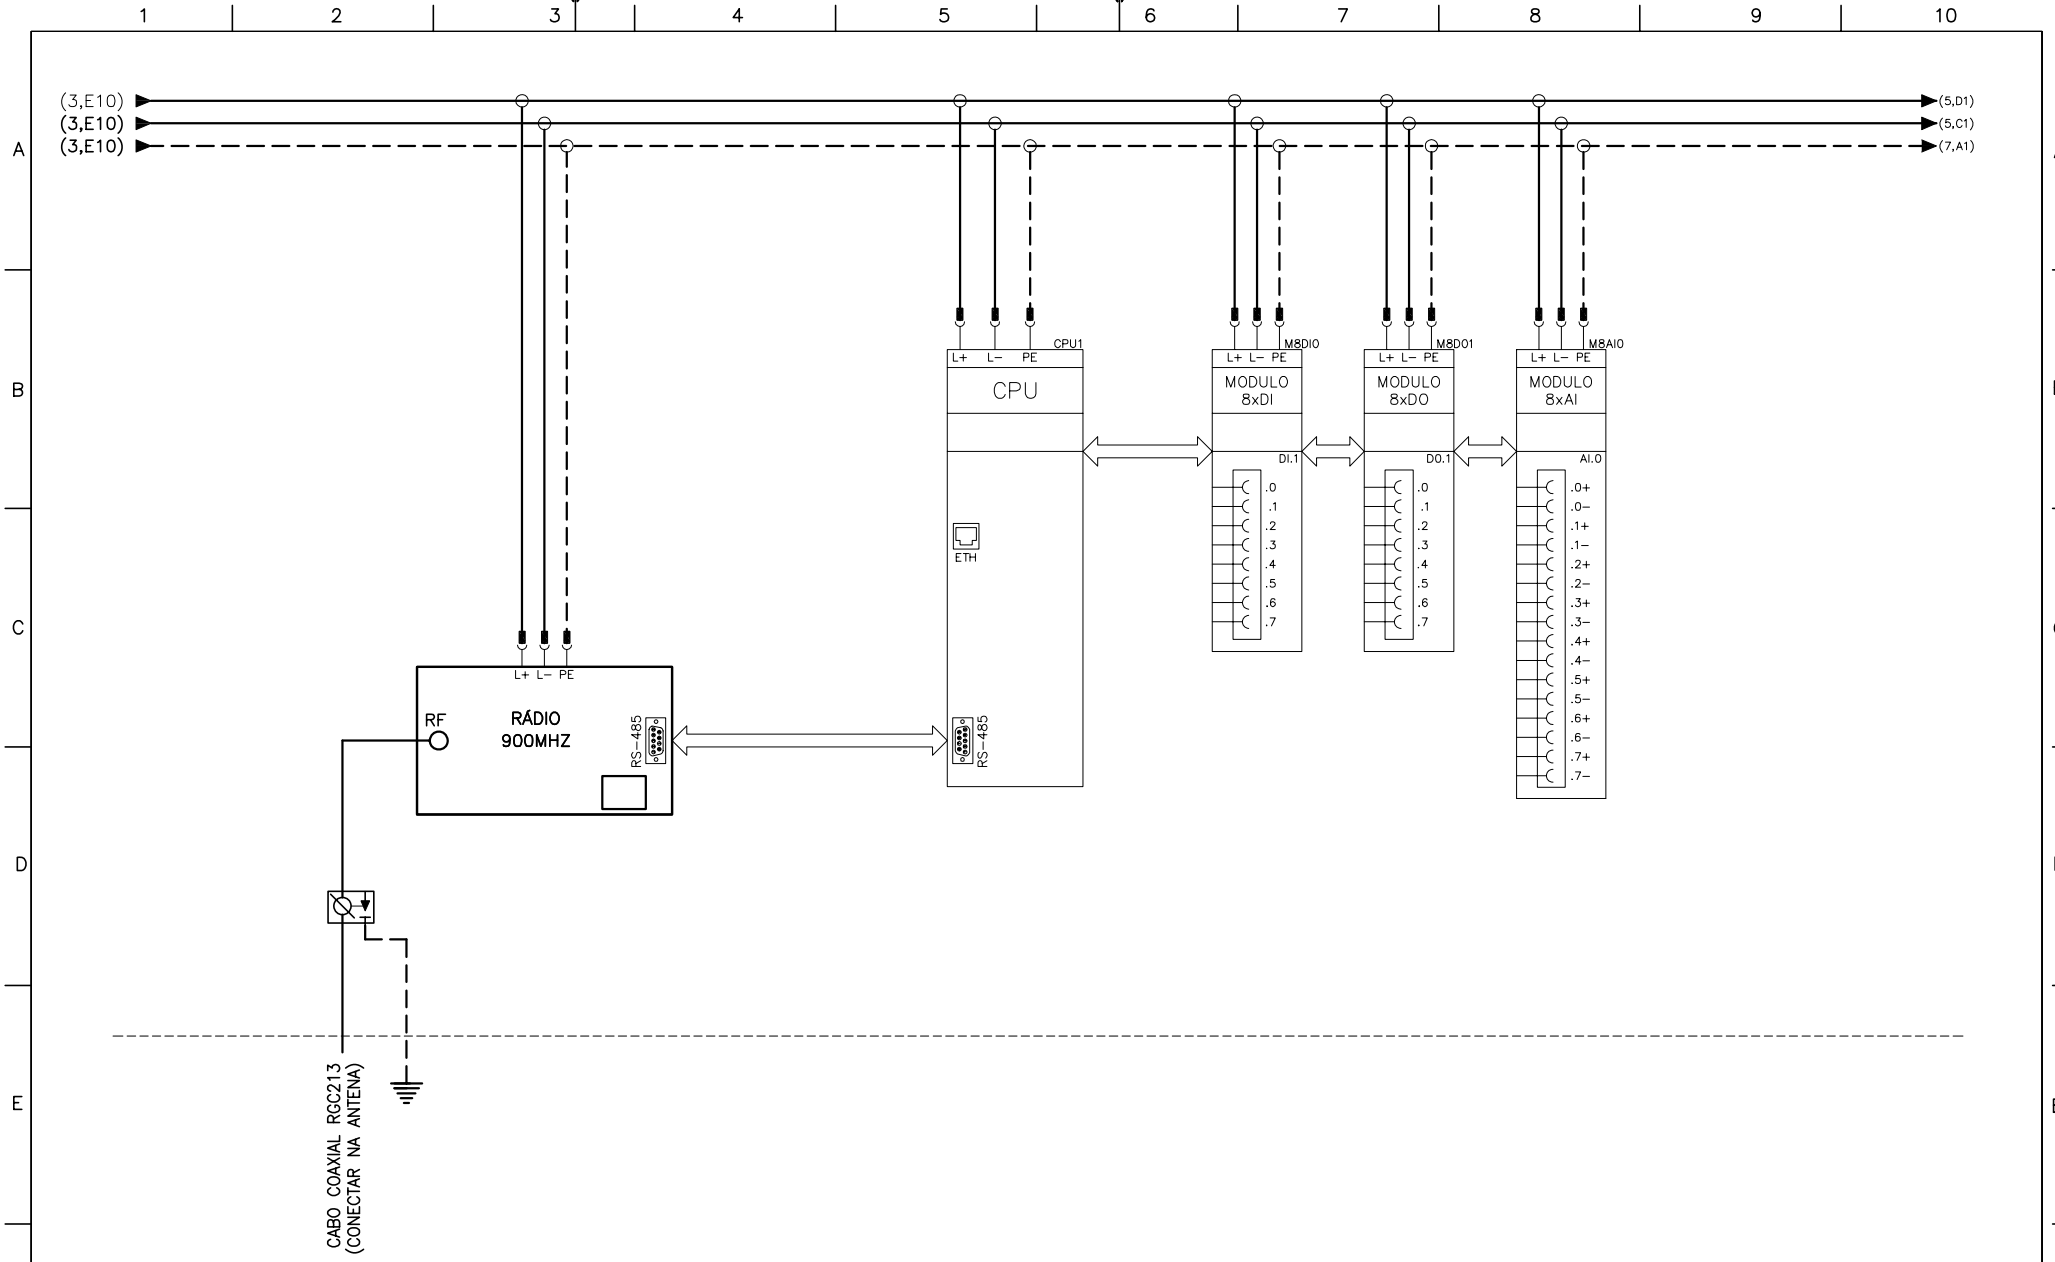 1 2 3 4 5 6 7 8 9 10
(3,E10) (5,D1)
(3,E10) (5,C1)
A (3,E10) (7,A1)
CPU1 M8DI0 M8D01 M8AI0
L+ L- PE L+ L- PE L+ L- PE L+ L- PE
B
CPU
MODULO
8xDI
MODULO
8xDO
MODULO
8xAI
DI.1
.0
.1
.2
.3
.4
.5
.6
.7
D0.1
.0
.1
.2
.3
.4
.5
.6
.7
AI.0
.0+
.0-
.1+
.1-
.2+
.2-
.3+
.3-
.4+
.4-
.5+
.5-
.6+
.6-
.7+
.7-
ETH
C
L+ L- PE
RF
RÁDIO
900MHZ
RS-485
RS-485
D
E
CABO COAXIAL RGC213
(CONECTAR NA ANTENA)